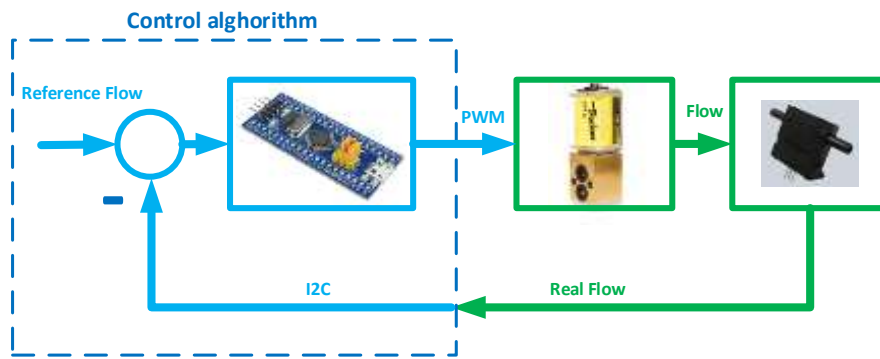 Control alghorithm
Reference Flow
PWM
Flow
I2C
Real Flow